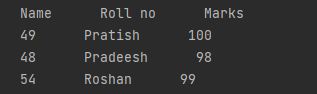 Name      Roll no      Marks
49      Pratish      100
48      Pradeesh      98
54      Roshan      99